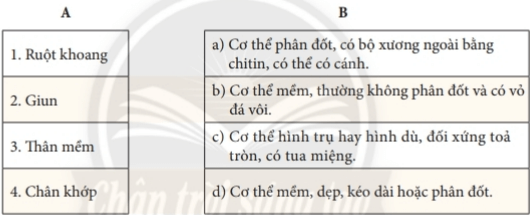 A
B
1. Ruột khoang
2. Giun
3. Thân mềm
4. Chân khớp
a) Cơ thể phân đốt, có bộ xương ngoài bằng
chitin, có thể có cánh.
b) Cơ thể mềm, thường không phân đốt và có vỏ
đá vôi.
c) Cơ thể hình trụ hay hình dù, đối xứng toả
tròn, có tua miệng.
d) Cơ thể mềm, dẹp, kéo dài hoặc phân đốt.